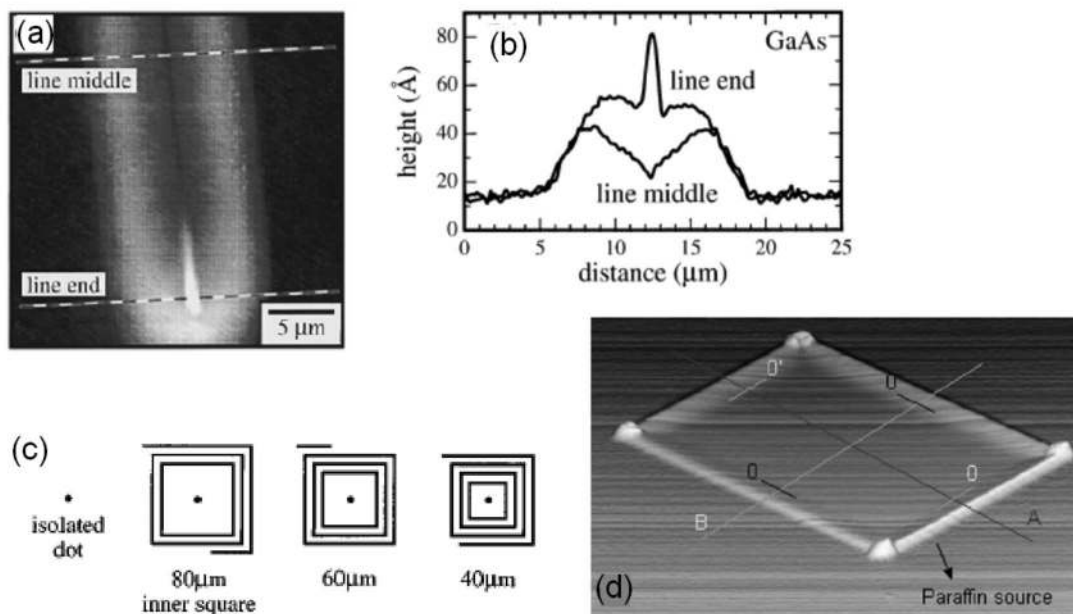 (a)
line middle
line end
5 μm
(b)
GaAs
height (Å)
80
60
40
20
0
line end
line middle
0 5 10 15 20 25
distance (μm)
(c)
isolated
dot
80μm
inner square
60μm
40μm
0'
0
0
0
B
A
(d)
Paraffin source